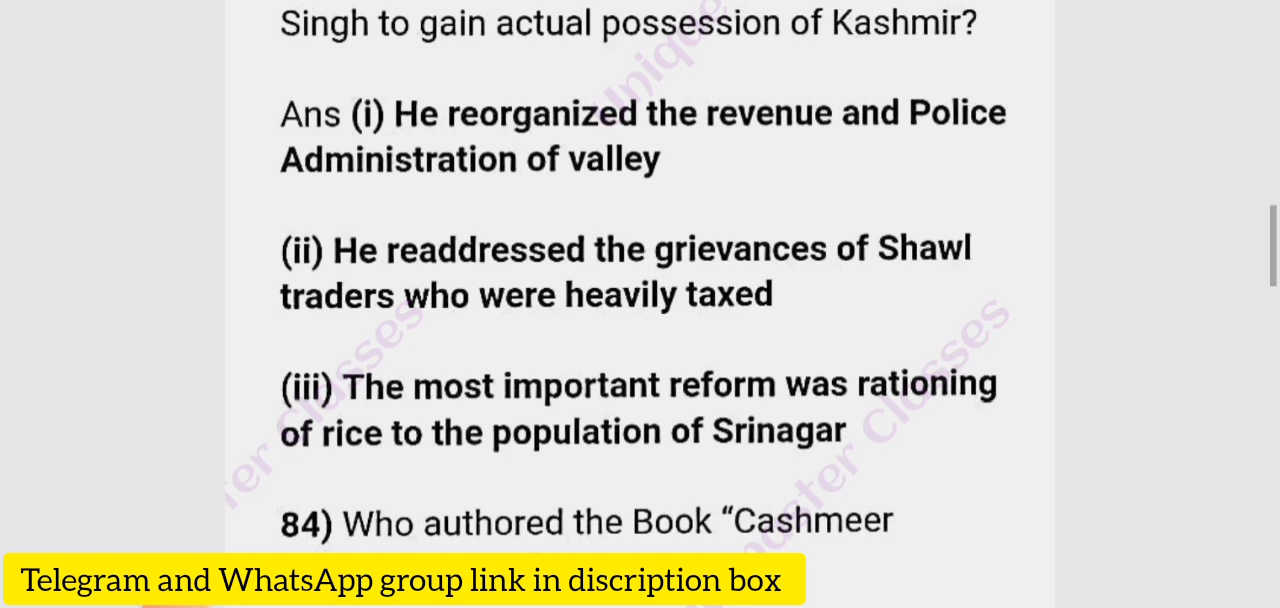 Singh to gain actual possession of Kashmir?
Ans (i) He reorganized the revenue and Police
Administration of valley
(ii) He readdressed the grievances of Shawl
traders who were heavily taxed
(iii) The most important reform was rationing
of rice to the population of Srinagar
84) Who authored the Book “Cashmeer
Telegram and WhatsApp group link in discription box
Unique
Classes
Classes